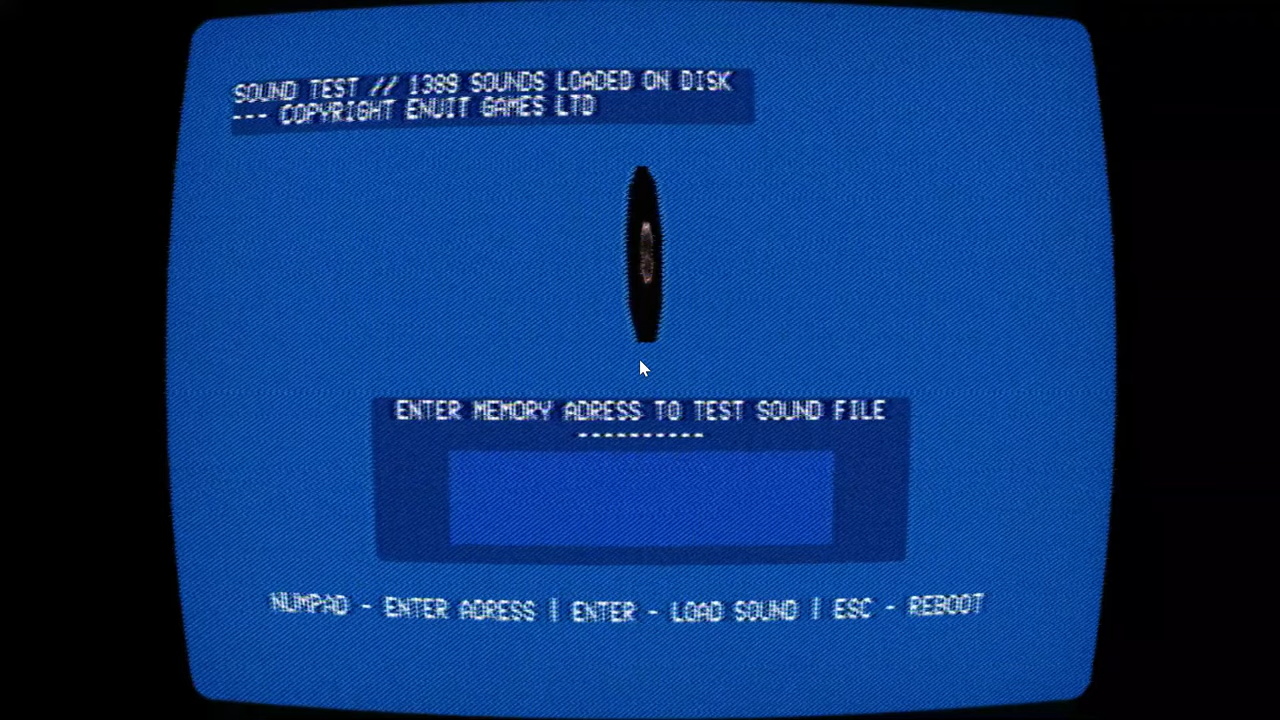 SOUND TEST // 1389 SOUNDS LOADED ON DISK
--- COPYRIGHT ENUIT GAMES LTD
ENTER MEMORY ADRESS TO TEST SOUND FILE
----------
NUMPAD - ENTER ADRESS | ENTER - LOAD SOUND | ESC - REBOOT